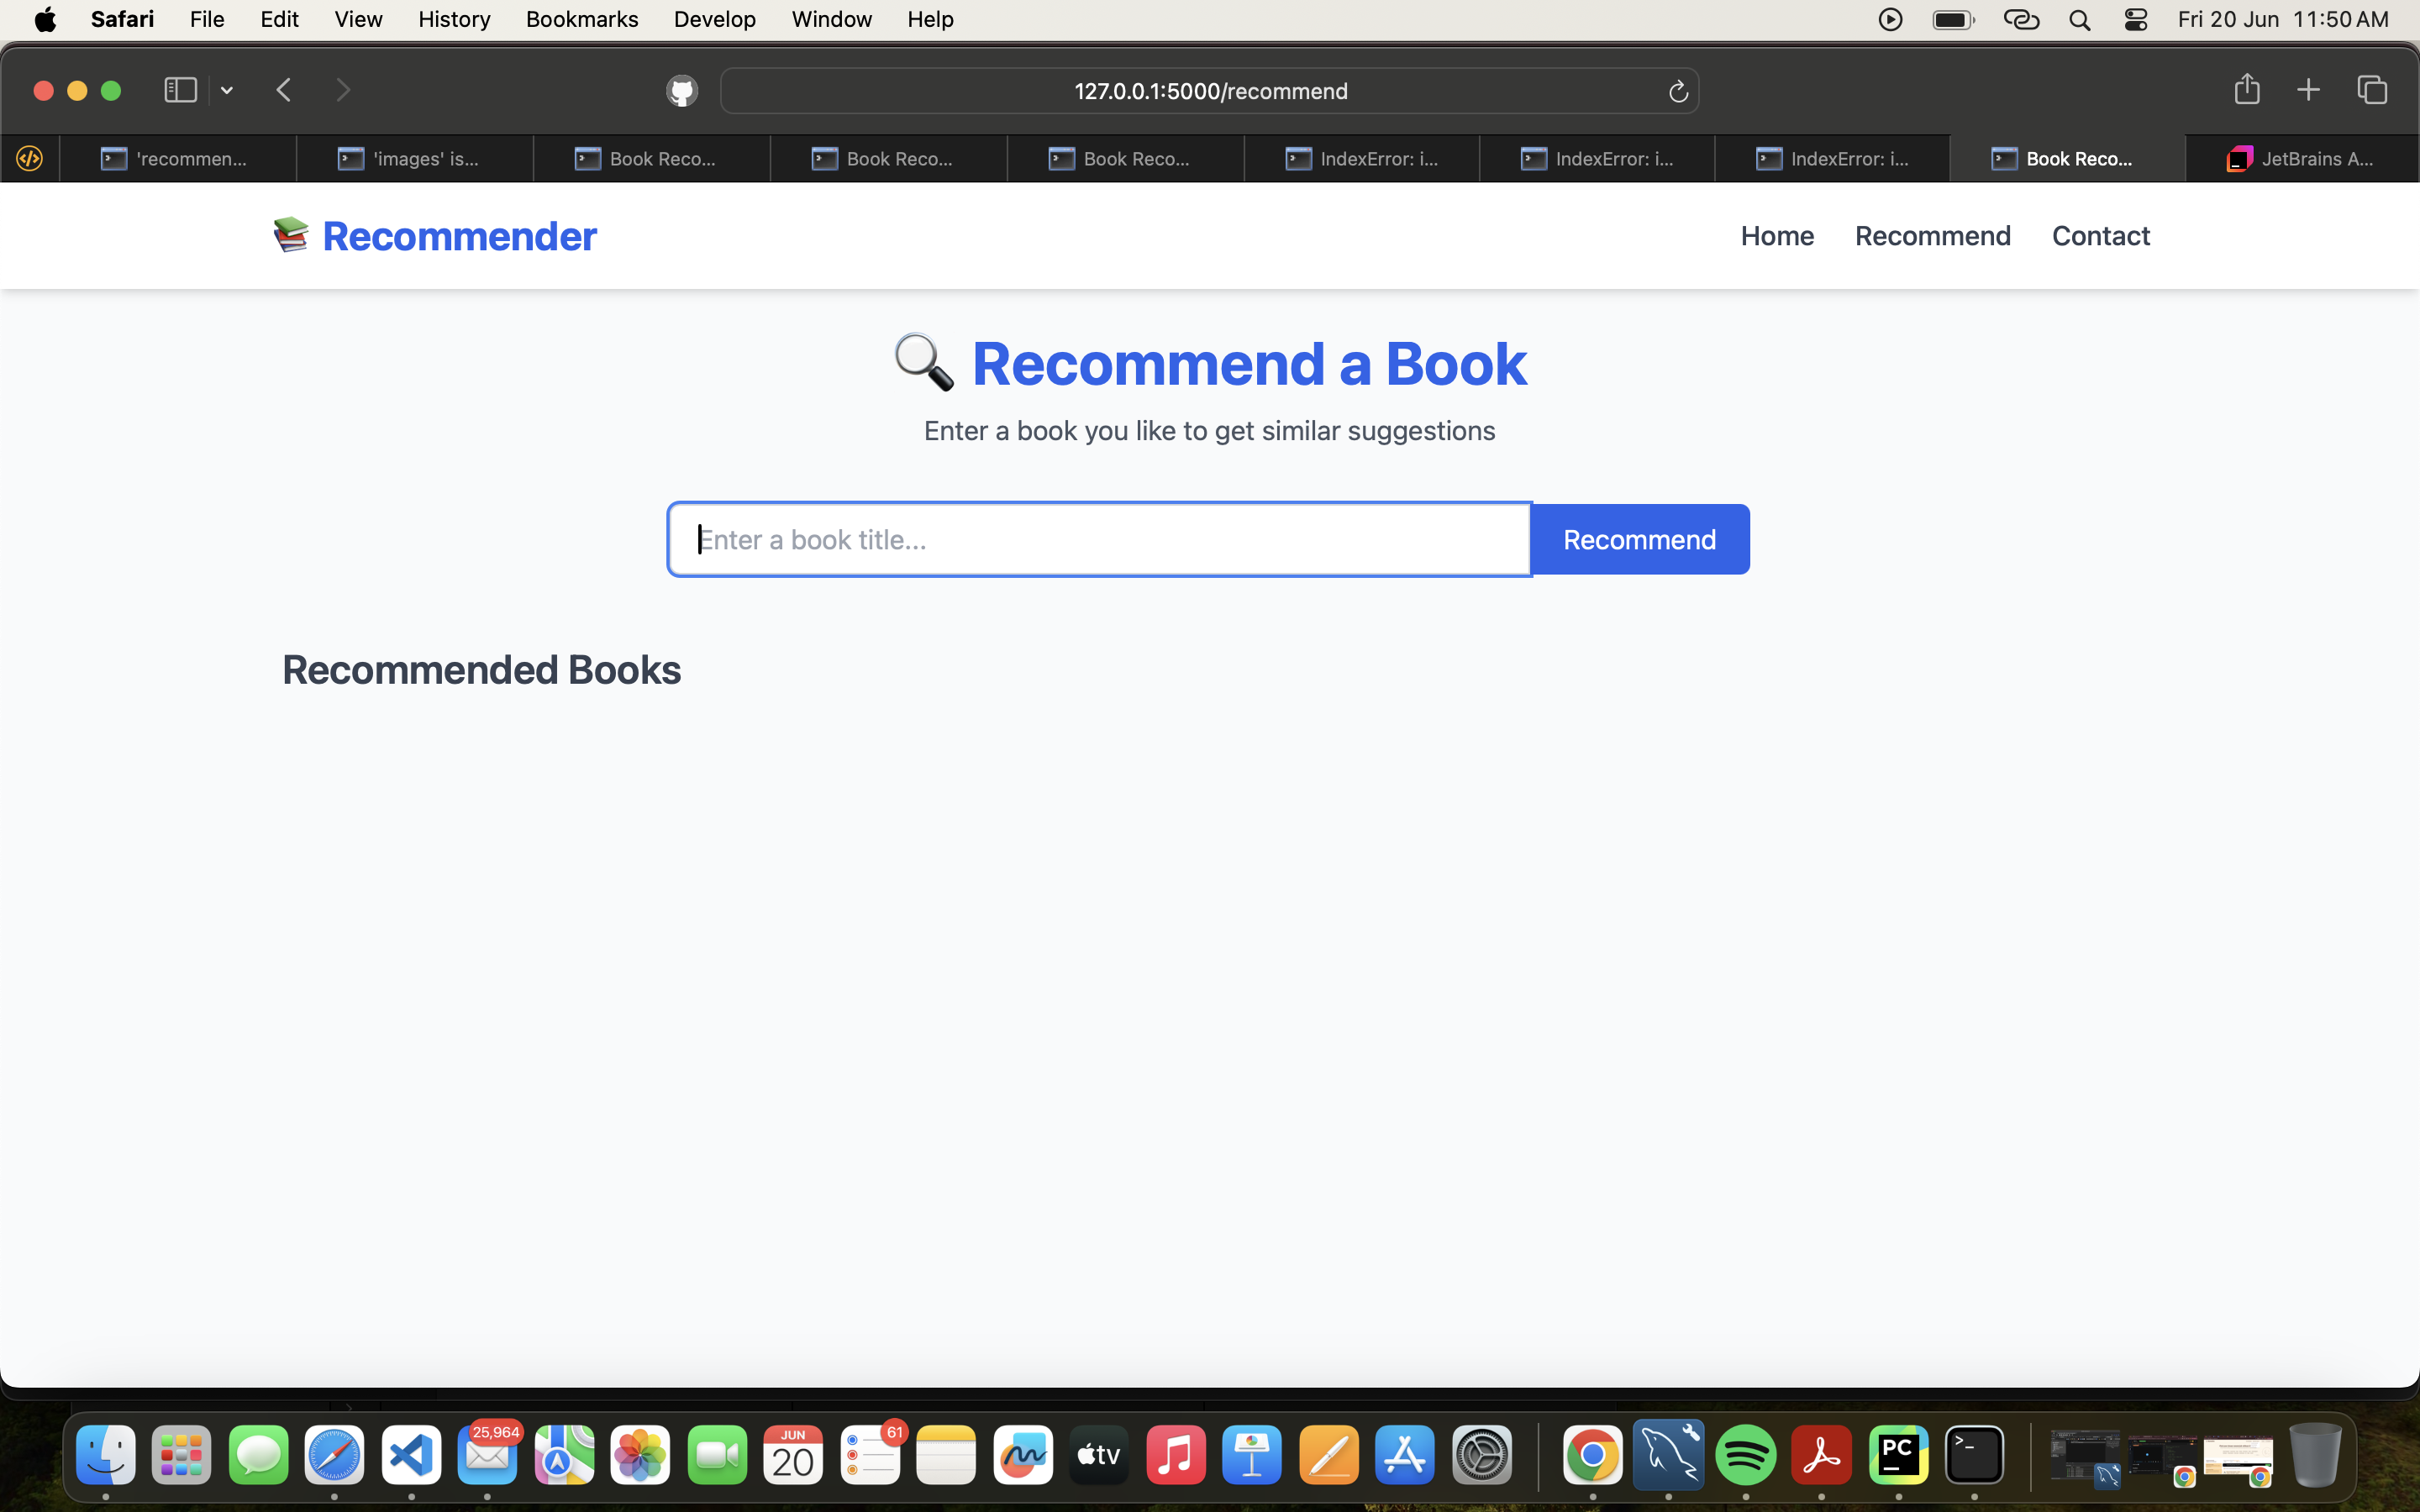 Safari File Edit View History Bookmarks Develop Window Help Fri 20 Jun 11:50 AM
127.0.0.1:5000/recommend
'recommen... 'images' is... Book Reco... Book Reco... Book Reco... IndexError: i... IndexError: i... IndexError: i... Book Reco... JetBrains A...
Recommender Home Recommend Contact
Recommend a Book
Enter a book you like to get similar suggestions
Enter a book title... Recommend
Recommended Books
25,964 JUN 61
20 tv PC